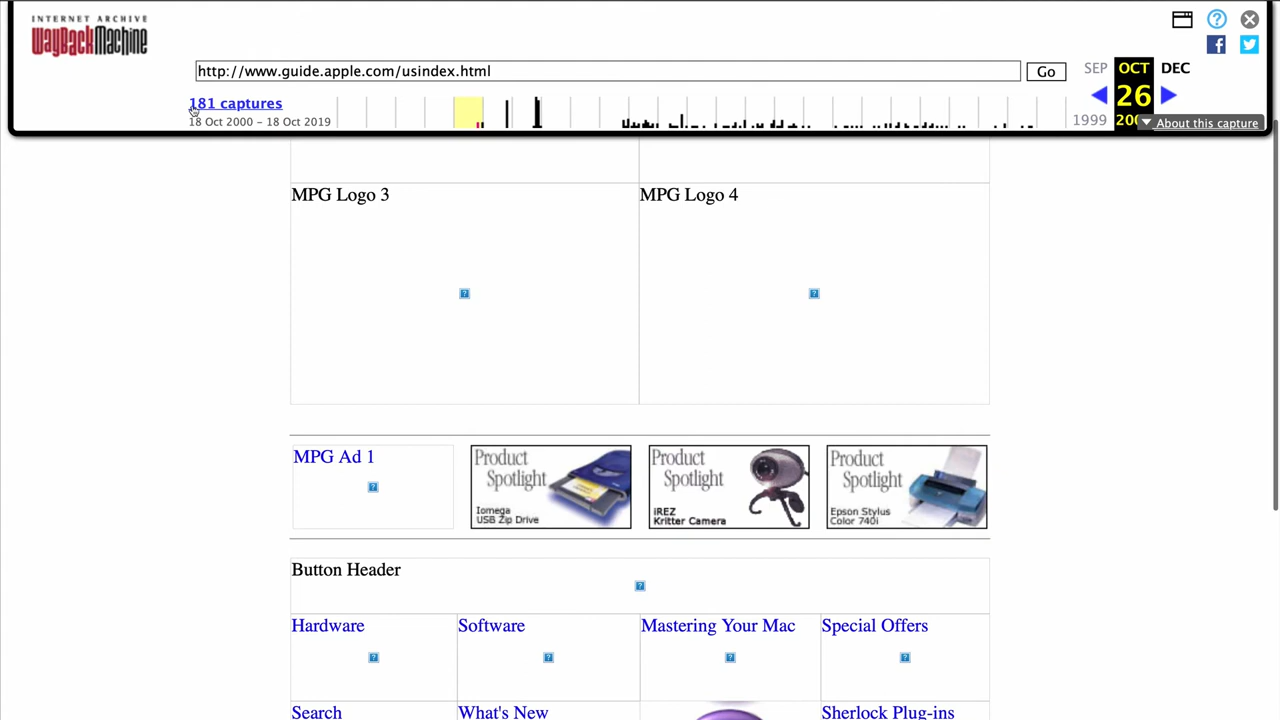 INTERNET ARCHIVE
WayBackMachine
http://www.guide.apple.com/usindex.html
Go
SEP OCT DEC
181 captures
26
18 Oct 2000 – 18 Oct 2019
1999
About this capture
MPG Logo 3
MPG Logo 4
MPG Ad 1
Product
Spotlight
Iomega
USB Zip Drive
Product
Spotlight
iREZ
Kritter Camera
Product
Spotlight
Epson Stylus
Color 740i
Button Header
Hardware
Software
Mastering Your Mac
Special Offers
Search
What's New
Sherlock Plug-ins